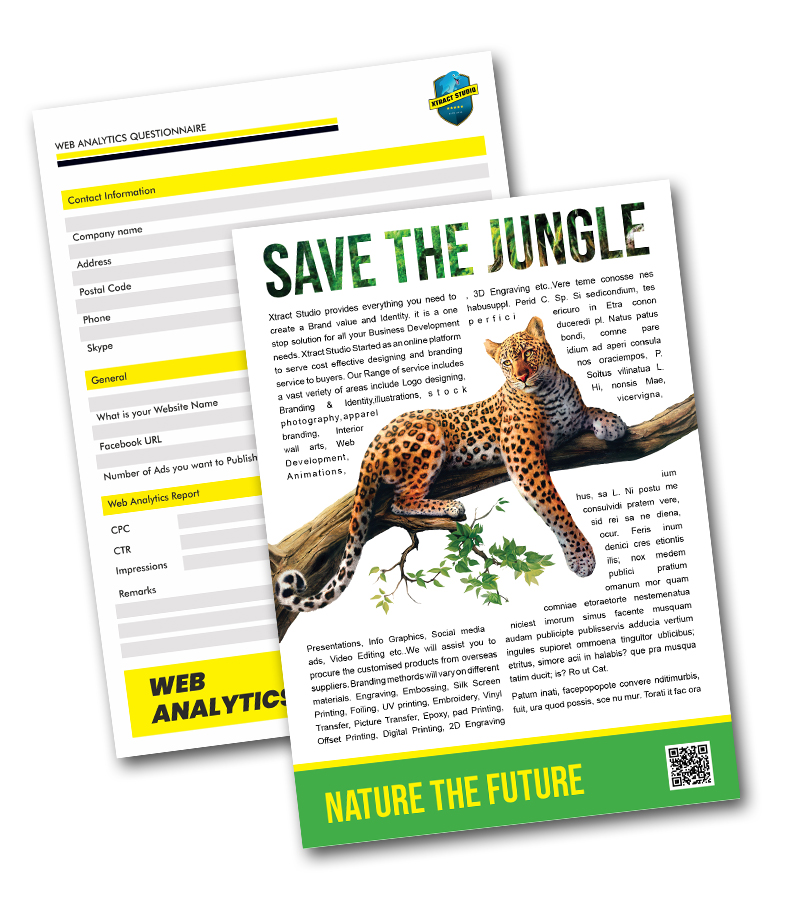 XTRACT STUDIO
WEB ANALYTICS QUESTIONNAIRE
Contact Information
Company name
Address
Postal Code
Phone
Skype
General
What is your Website Name
Facebook URL
Number of Ads you want to Publish
Web Analytics Report
CPC
CTR
Impressions
Remarks
WEB
ANALYTICS
SAVE THE JUNGLE
Xtract Studio provides everything you need to
create a Brand value and Identity. it is a one
stop solution for all your Business Development
needs. Xtract Studio Started as an online platform
to serve cost effective designing and branding
service to buyers. Our Range of service includes
a vast veriety of areas include Logo designing,
Branding & Identity,illustrations, stock
photography,apparel
branding, Interior
wall arts, Web
Development,
Animations,
Presentations, Info Graphics, Social media
ads, Video Editing etc..We will assist you to
procure the customised products from overseas
suppliers. Branding methords will vary on different
materials. Engraving, Embossing, Silk Screen
Printing, Foiling, UV printing, Embroidery, Vinyl
Transfer, Picture Transfer, Epoxy, pad Printing,
Offset Printing, Digital Printing, 2D Engraving
, 3D Engraving etc..Vere teme conosse nes
habusuppl. Perid C. Sp. Si sedicondium, tes
perfici ericuro in Etra conon
duceredi pl. Natus patus
bondi, comne pare
idium ad aperi consula
nos oraciempos, P.
Soltus vilinatua L.
Hi, nonsis Mae,
vicervigna,
ium
hus, sa L. Ni postu me
consulvidi pratem vere,
sid rei sa ne diena,
ocur. Feris inum
denici cres etiontis
ilis; nox medem
publici pratium
omanum mor quam
comniae etoraetorte nestemenatua
niciest imorum simus facente musquam
audam publicipte publisservis adducia vertium
ingules supioret ommoena tinguitor ublicibus;
etritus, simore acii in halabis? que pra musqua
tatim ducit; is? Ro ut Cat.
Patum inati, facepopopote convere nditimurbis,
fuit, ura quod possis, sce nu mur. Torati it fac ora
NATURE THE FUTURE